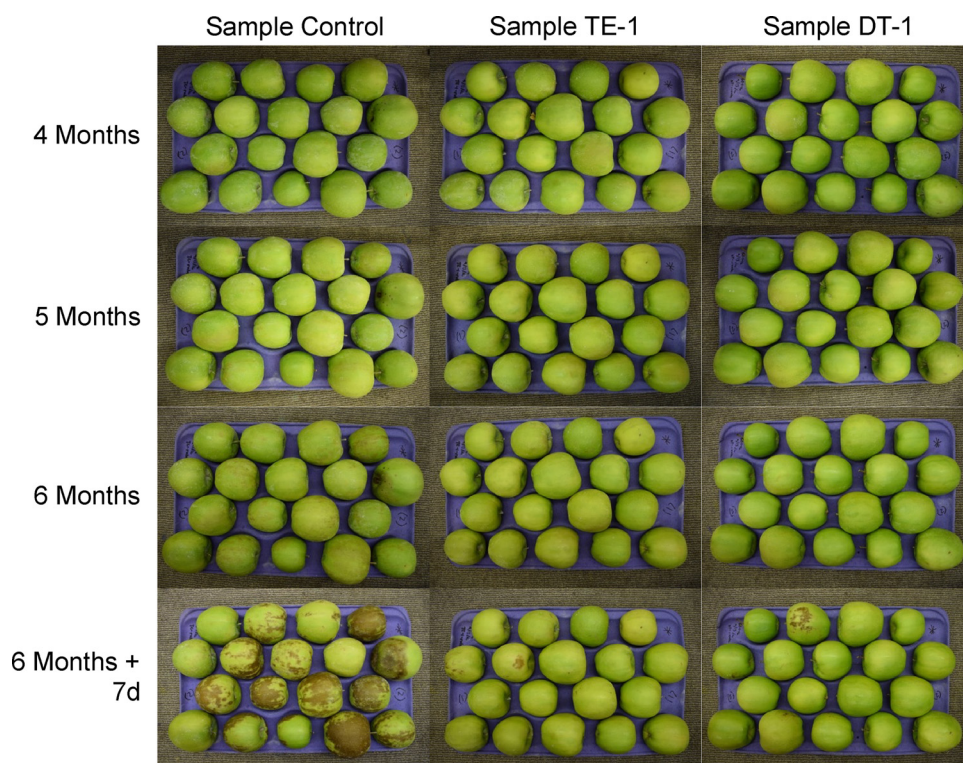 Sample Control
Sample TE-1
Sample DT-1
4 Months
5 Months
6 Months
6 Months +
7d